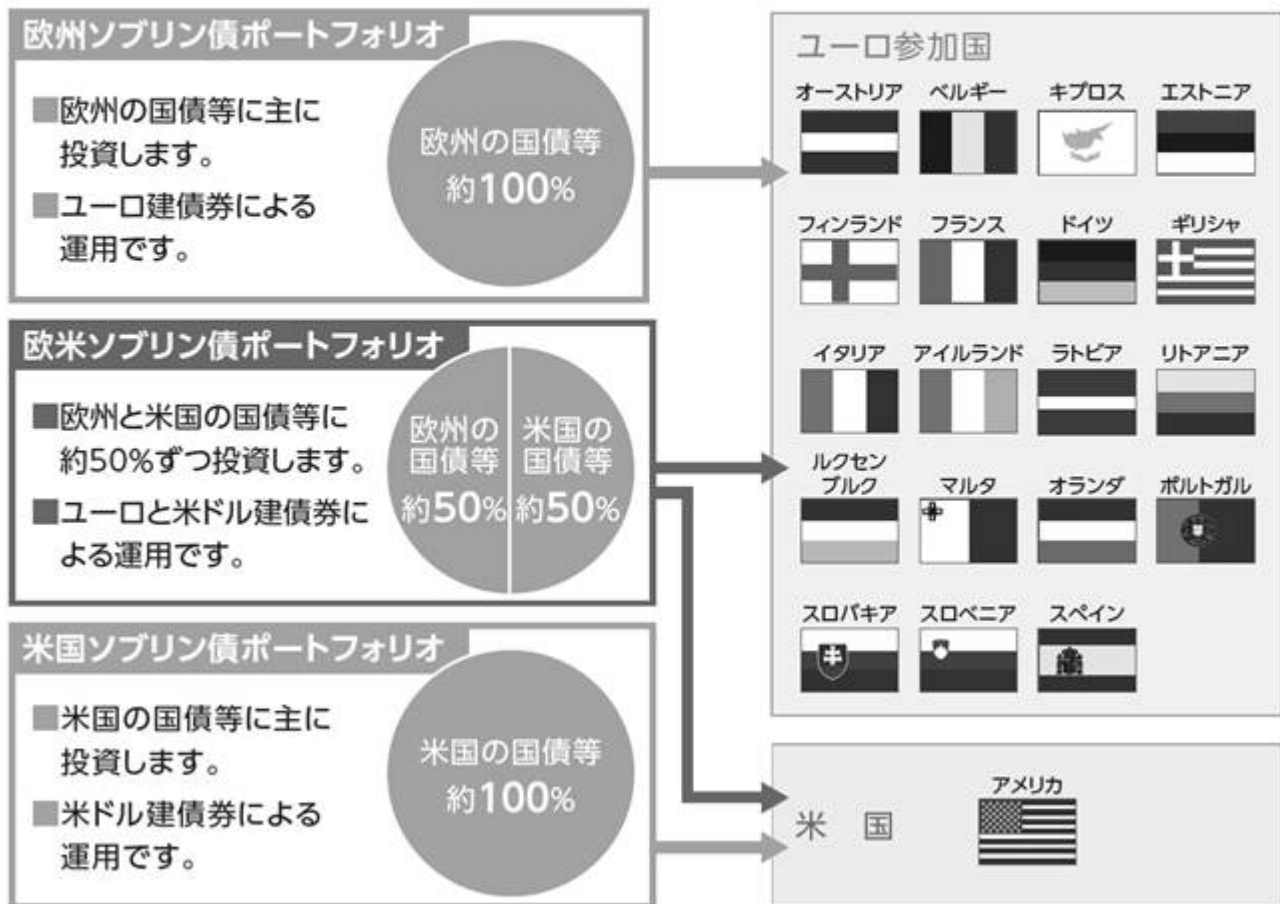 欧州ソブリン債ポートフォリオ
■欧州の国債等に主に
投資します。
■ユーロ建債券による
運用です。
欧州の国債等
約100%
欧米ソブリン債ポートフォリオ
■欧州と米国の国債等に
約50%ずつ投資します。
■ユーロと米ドル建債券に
よる運用です。
欧州の
国債等
約50%
米国の
国債等
約50%
米国ソブリン債ポートフォリオ
■米国の国債等に主に
投資します。
■米ドル建債券による
運用です。
米国の国債等
約100%
ユーロ参加国
オーストリア ベルギー キプロス エストニア
フィンランド フランス ドイツ ギリシャ
イタリア アイルランド ラトビア リトアニア
ルクセン
ブルク マルタ オランダ ポルトガル
スロバキア スロベニア スペイン
米 国
アメリカ